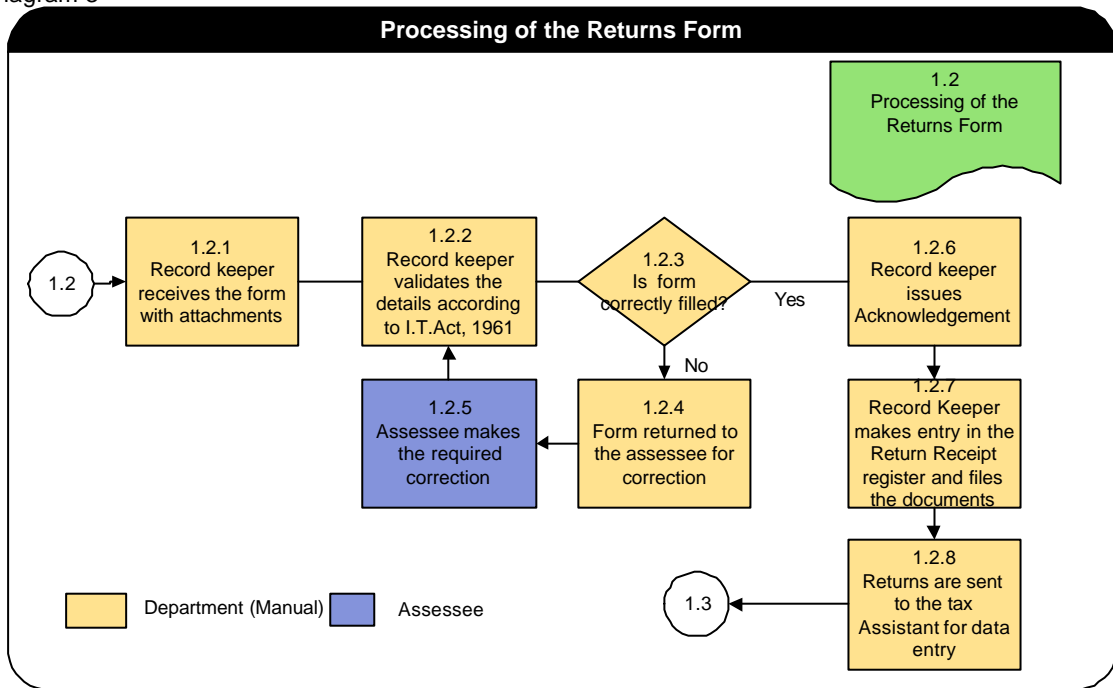 Processing of the Returns Form
1.2
Processing of the
Returns Form
1.2
1.2.1
Record keeper
receives the form
with attachments
1.2.2
Record keeper
validates the
details according
to I.T.Act, 1961
1.2.3
Is form
correctly filled?
Yes
No
1.2.6
Record keeper
issues
Acknowledgement
1.2.5
Assessee makes
the required
correction
1.2.4
Form returned to
the assessee for
correction
1.2.7
Record Keeper
makes entry in the
Return Receipt
register and files
the documents
1.2.8
Returns are sent
to the tax
Assistant for data
entry
1.3
Department (Manual)
Assessee